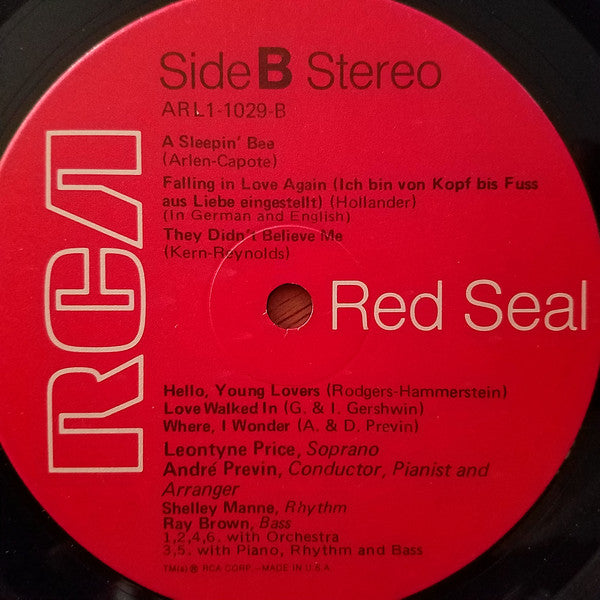 Side B Stereo
ARL1-1029-B
A Sleepin' Bee
(Arlen-Capote)
Falling in Love Again (Ich bin von Kopf bis Fuss
aus Liebe eingestellt) (Hollander)
(In German and English)
They Didn't Believe Me
(Kern-Reynolds)
RCA
Red Seal
Hello, Young Lovers (Rodgers-Hammerstein)
Love Walked In (G. & I. Gershwin)
Where, I Wonder (A. & D. Previn)
Leontyne Price, Soprano
André Previn, Conductor, Pianist and
Arranger
Shelley Manne, Rhythm
Ray Brown, Bass
1,2,4,6. with Orchestra
3,5. with Piano, Rhythm and Bass
TM(s) ® RCA CORP.-MADE IN U.S.A.